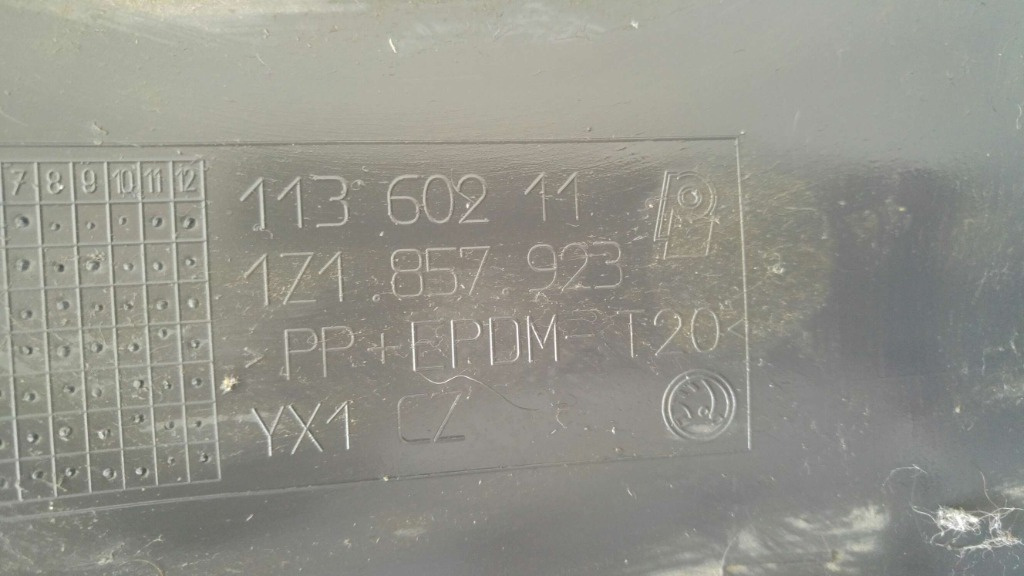 7 8 9 10 11 12
113 602 11
1Z1 857 923
>PP+EPDM-T20<
YX1 CZ